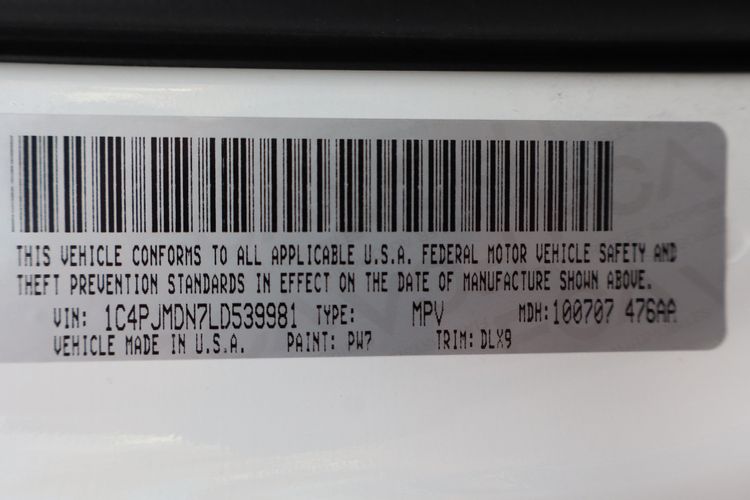 THIS VEHICLE CONFORMS TO ALL APPLICABLE U.S.A. FEDERAL MOTOR VEHICLE SAFETY AND
THEFT PREVENTION STANDARDS IN EFFECT ON THE DATE OF MANUFACTURE SHOWN ABOVE.
VIN: 1C4PJMDN7LD539981 TYPE: MPV MDH: 100707 476AA
VEHICLE MADE IN U.S.A. PAINT: PW7 TRIM: DLX9